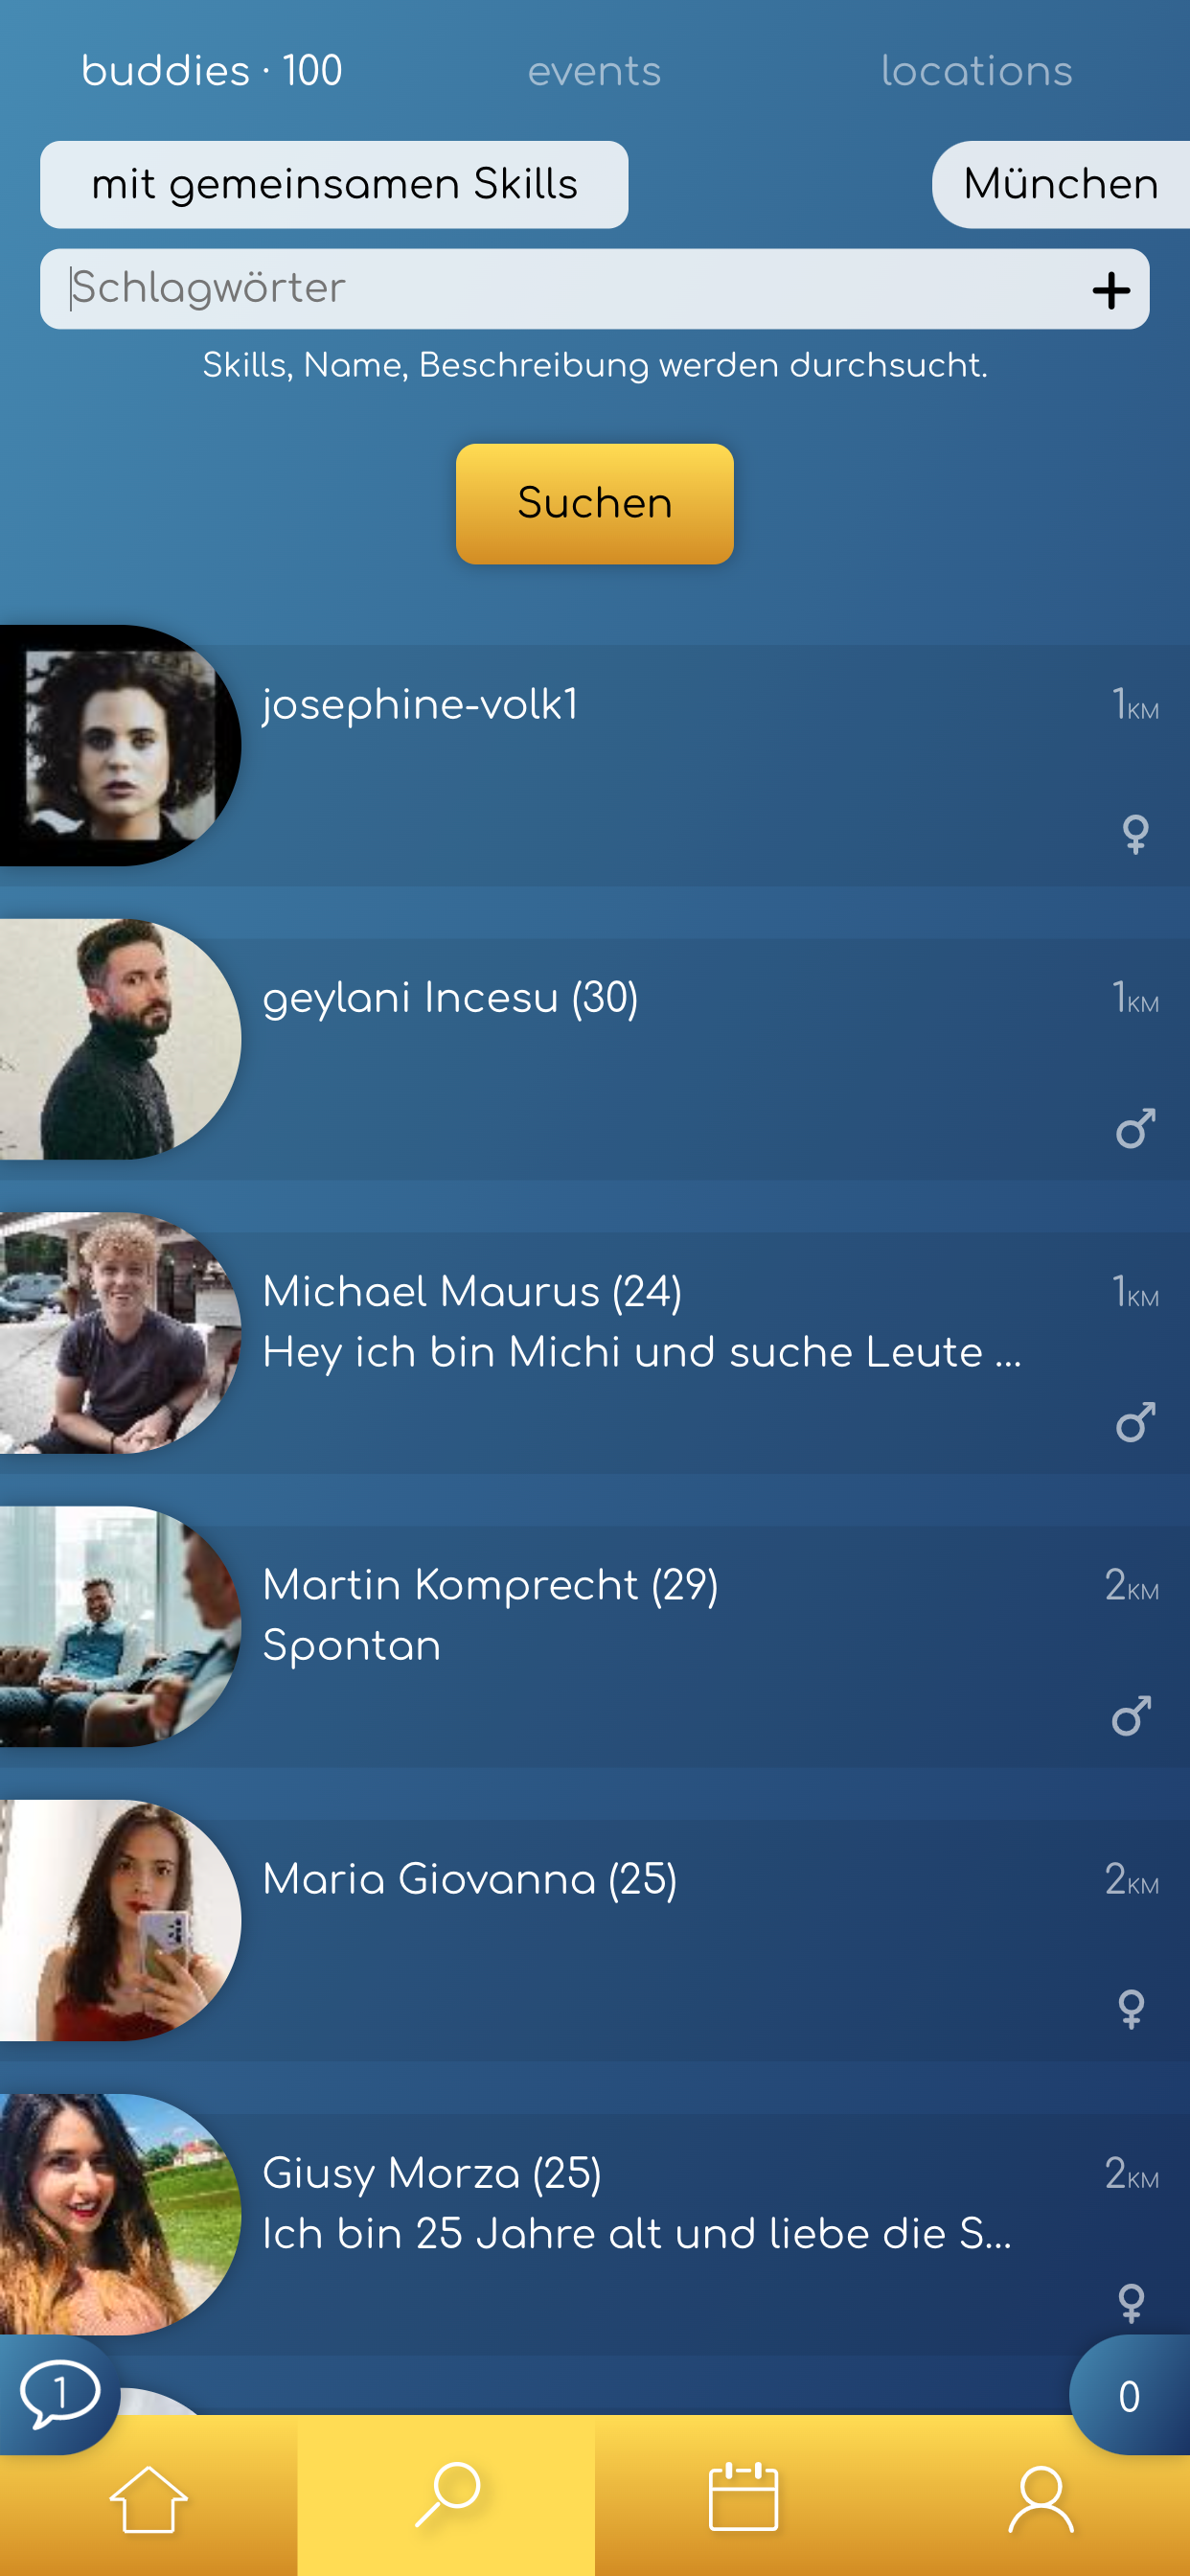 buddies · 100 events locations
mit gemeinsamen Skills München
Schlagwörter
Skills, Name, Beschreibung werden durchsucht.
Suchen
josephine-volk1 1KM
geylani Incesu (30) 1KM
Michael Maurus (24) 1KM
Hey ich bin Michi und suche Leute ...
Martin Komprecht (29) 2KM
Spontan
Maria Giovanna (25) 2KM
Giusy Morza (25) 2KM
Ich bin 25 Jahre alt und liebe die S...
1 0